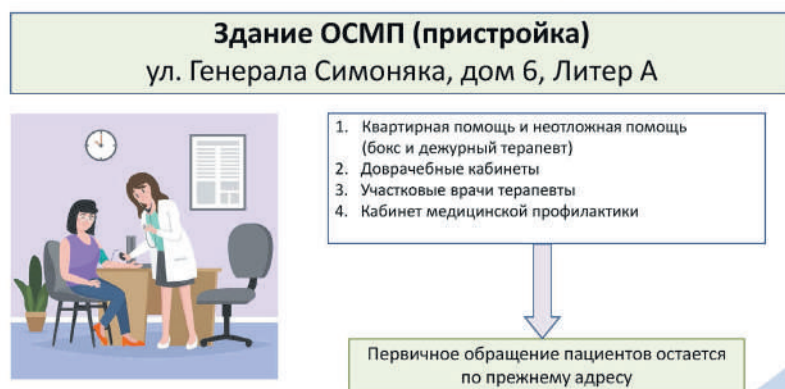 Здание ОСМП (пристройка)
ул. Генерала Симоняка, дом 6, Литер А
1. Квартирная помощь и неотложная помощь
(бокс и дежурный терапевт)
2. Доврачебные кабинеты
3. Участковые врачи терапевты
4. Кабинет медицинской профилактики
Первичное обращение пациентов остается
по прежнему адресу